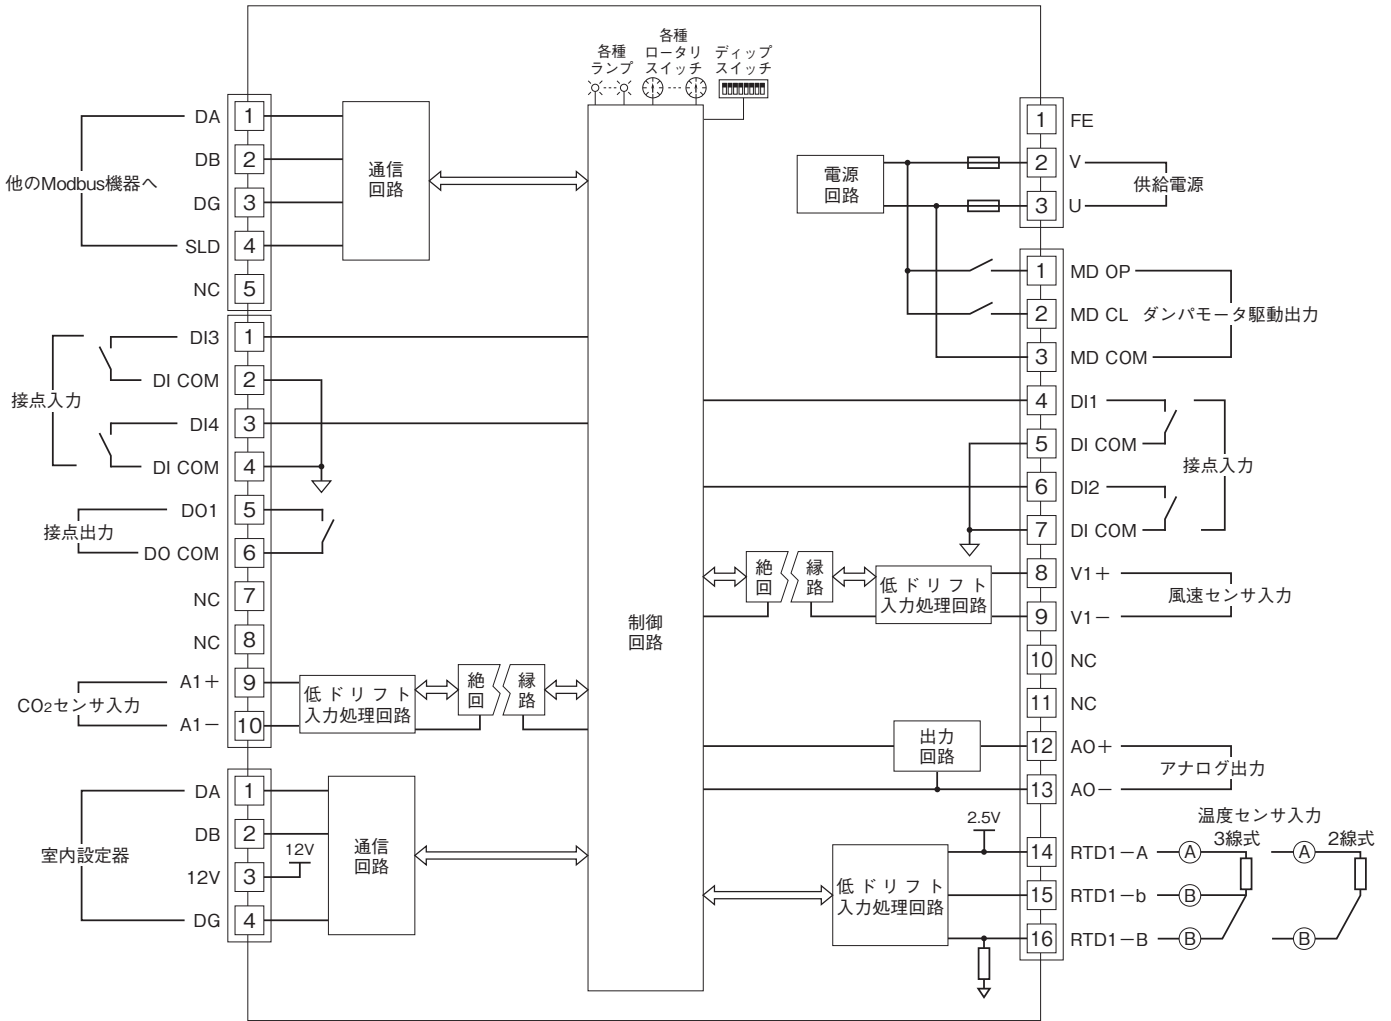 各種
ランプ
各種
ロータリ
スイッチ
ディップ
スイッチ
他のModbus機器へ
DA
1
DB
2
DG
3
SLD
4
NC
5
通信
回路
接点入力
DI3
1
DI COM
2
DI4
3
DI COM
4
接点出力
DO1
5
DO COM
6
NC
7
NC
8
CO2センサ入力
A1+
9
A1−
10
低ドリフト
入力処理回路
絶縁
回路
室内設定器
DA
1
DB
2
12V
3
12V
DG
4
通信
回路
制御
回路
電源
回路
1
FE
2
V
3
U
供給電源
1
MD OP
2
MD CL
3
MD COM
ダンパモータ駆動出力
4
DI1
5
DI COM
6
DI2
7
DI COM
接点入力
絶縁
回路
低ドリフト
入力処理回路
8
V1+
9
V1−
風速センサ入力
10
NC
11
NC
出力
回路
12
AO+
13
AO−
アナログ出力
2.5V
低ドリフト
入力処理回路
14
RTD1−A
15
RTD1−b
16
RTD1−B
温度センサ入力
3線式
2線式
A
B
B
A
B